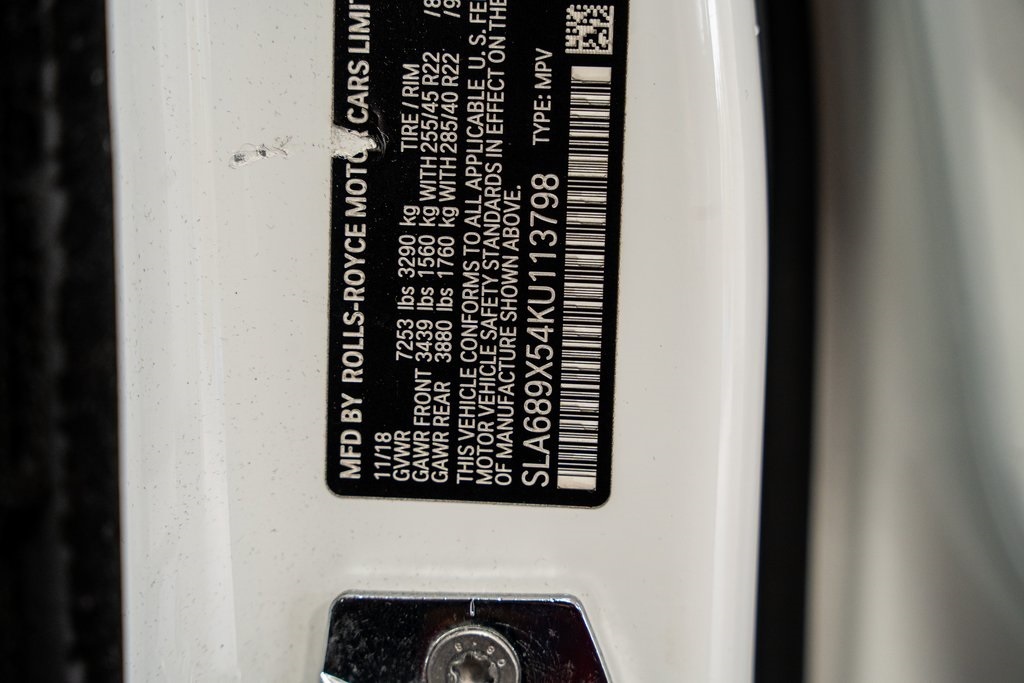 MFD BY ROLLS-ROYCE MOTOR CARS LIMIT
11/18
GVWR 7253 lbs 3290 kg TIRE / RIM
GAWR FRONT 3439 lbs 1560 kg WITH 255/45 R22 /8
GAWR REAR 3880 lbs 1760 kg WITH 285/40 R22 /9
THIS VEHICLE CONFORMS TO ALL APPLICABLE U. S. FE
MOTOR VEHICLE SAFETY STANDARDS IN EFFECT ON THE
OF MANUFACTURE SHOWN ABOVE.
SLA689X54KU113798 TYPE: MPV